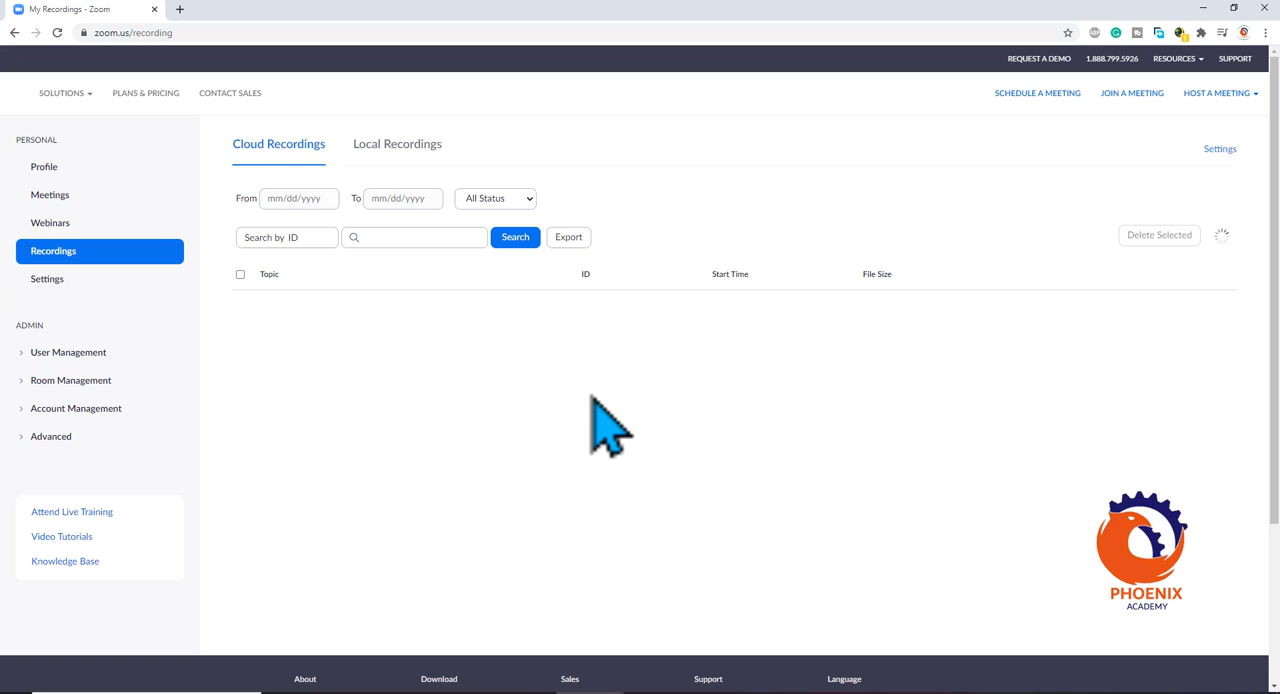 My Recordings - Zoom
zoom.us/recording
REQUEST A DEMO 1.888.799.5926 RESOURCES SUPPORT
SOLUTIONS PLANS & PRICING CONTACT SALES SCHEDULE A MEETING JOIN A MEETING HOST A MEETING
PERSONAL
Profile
Meetings
Webinars
Recordings
Settings
ADMIN
User Management
Room Management
Account Management
Advanced
Attend Live Training
Video Tutorials
Knowledge Base
Cloud Recordings Local Recordings
Settings
From mm/dd/yyyy To mm/dd/yyyy All Status
Search by ID Search Export
Delete Selected
Topic ID Start Time File Size
PHOENIX
ACADEMY
About Download Sales Support Language